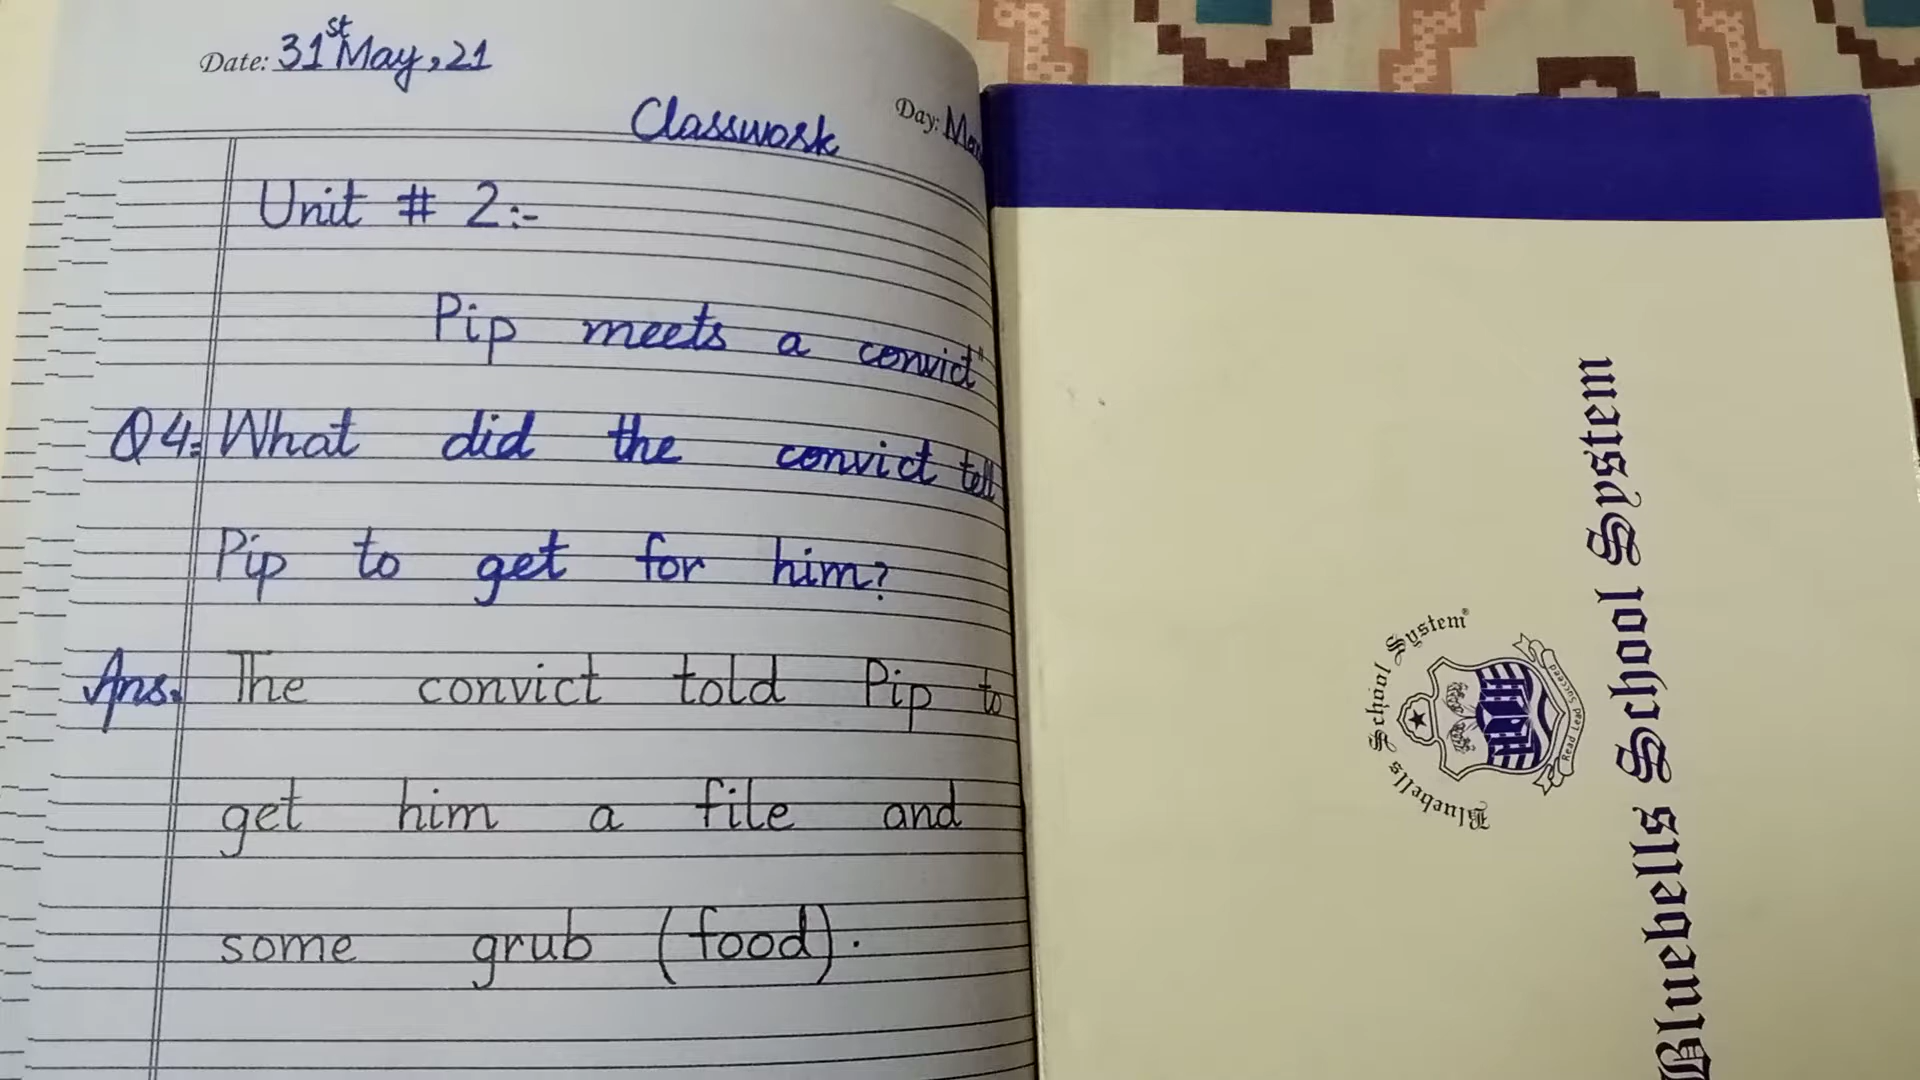 Date: 31st May, 21
Day:
Classwork
Unit # 2:-
Pip meets a convict"
Q4: What did the convict tell
Pip to get for him?
Ans. The convict told Pip to
get him a file and
some grub (food).
Bluebells School System
Bluebells School System®
Read Lead Succeed